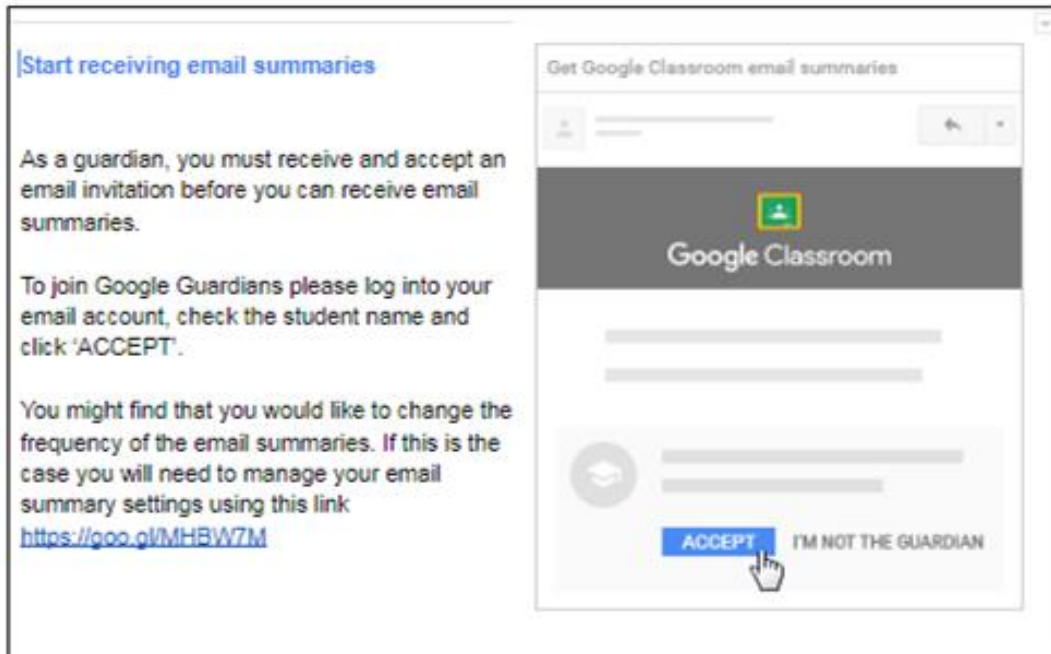 Start receiving email summaries
As a guardian, you must receive and accept an
email invitation before you can receive email
summaries.
To join Google Guardians please log into your
email account, check the student name and
click ‘ACCEPT’.
You might find that you would like to change the
frequency of the email summaries. If this is the
case you will need to manage your email
summary settings using this link
https://goo.gl/MHBW7M
Get Google Classroom email summaries
Google Classroom
ACCEPT I'M NOT THE GUARDIAN